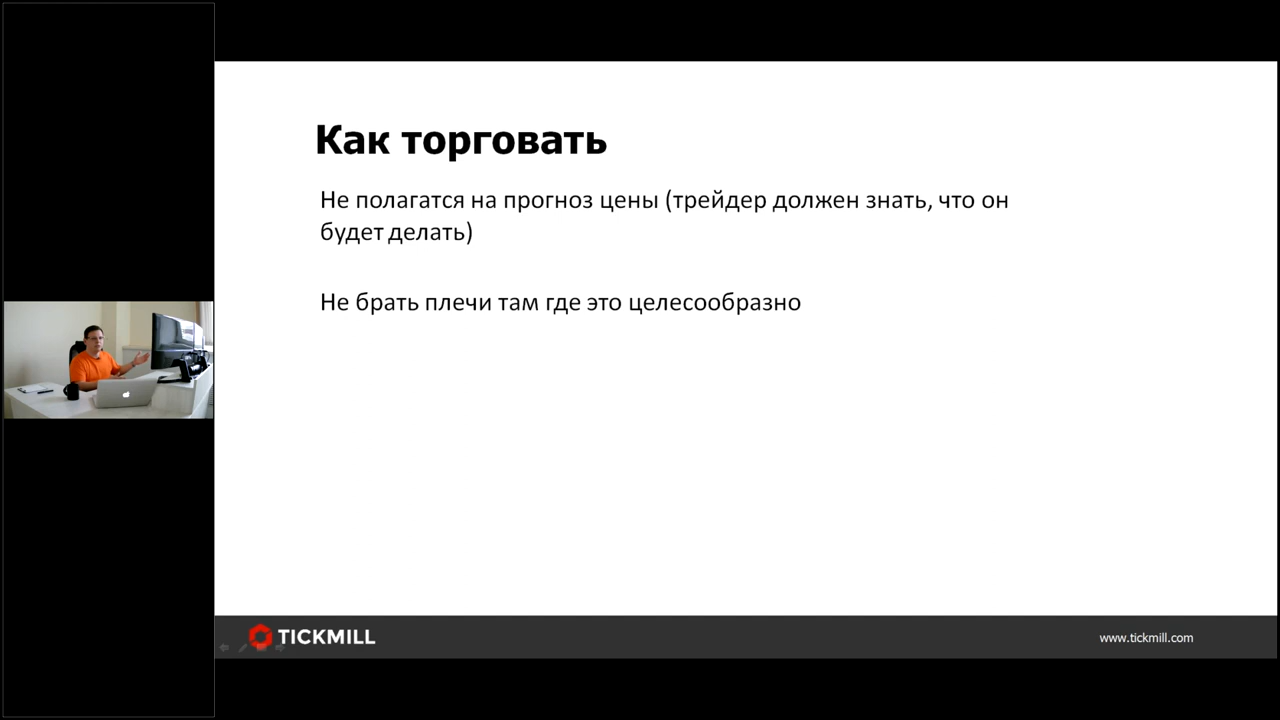 Как торговать
Не полагатся на прогноз цены (трейдер должен знать, что он
будет делать)
Не брать плечи там где это целесообразно
TICKMILL
www.tickmill.com